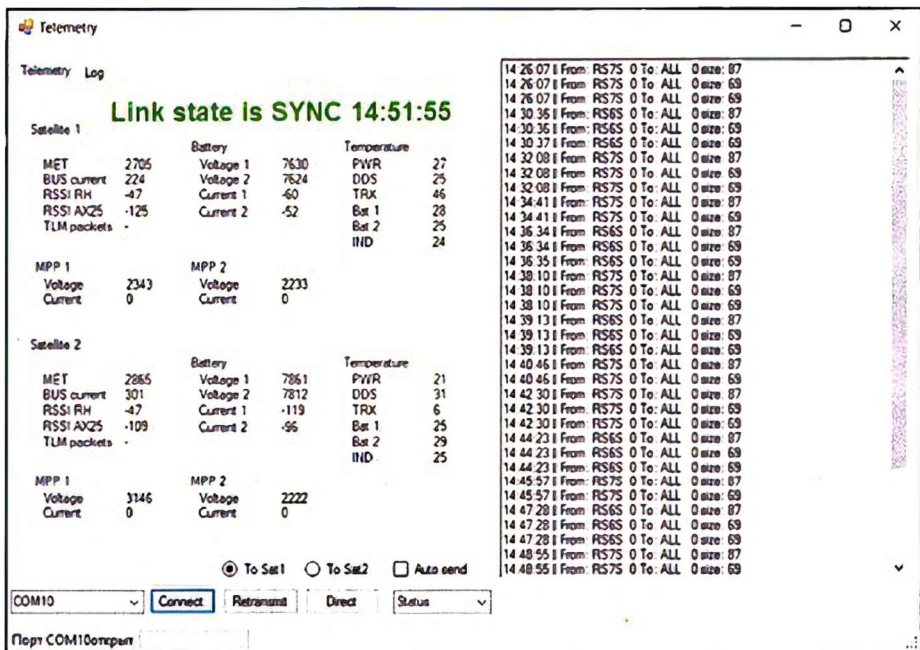 Telemetry
Telemetry Log
Link state is SYNC 14:51:55
Satellite 1
Battery Temperature
MET 2705 Voltage 1 7630 PWR 27
BUS current 224 Voltage 2 7624 DDS 25
RSSI RH -47 Current 1 -60 TRX 46
RSSI AX25 -125 Current 2 -52 Bat 1 28
TLM packets - Bat 2 25
IND 24
MPP 1 MPP 2
Voltage 2343 Voltage 2233
Current 0 Current 0
Satellite 2
Battery Temperature
MET 2865 Voltage 1 7861 PWR 21
BUS current 301 Voltage 2 7812 DDS 31
RSSI RH -47 Current 1 -119 TRX 6
RSSI AX25 -109 Current 2 -96 Bat 1 25
TLM packets - Bat 2 29
IND 25
MPP 1 MPP 2
Voltage 3146 Voltage 2222
Current 0 Current 0
To Sat1 To Sat2 Auto send
COM10 Connect Retransmit Direct Status
Порт COM10открыт
14:26:07 || From: RS7S 0 To: ALL 0 size: 87
14:26:07 || From: RS7S 0 To: ALL 0 size: 69
14:26:07 || From: RS7S 0 To: ALL 0 size: 69
14:30:36 || From: RS6S 0 To: ALL 0 size: 87
14:30:36 || From: RS6S 0 To: ALL 0 size: 69
14:30:37 || From: RS6S 0 To: ALL 0 size: 69
14:32:08 || From: RS7S 0 To: ALL 0 size: 87
14:32:08 || From: RS7S 0 To: ALL 0 size: 69
14:32:08 || From: RS7S 0 To: ALL 0 size: 69
14:34:41 || From: RS7S 0 To: ALL 0 size: 87
14:34:41 || From: RS7S 0 To: ALL 0 size: 69
14:36:34 || From: RS6S 0 To: ALL 0 size: 87
14:36:34 || From: RS6S 0 To: ALL 0 size: 69
14:36:35 || From: RS6S 0 To: ALL 0 size: 69
14:38:10 || From: RS7S 0 To: ALL 0 size: 87
14:38:10 || From: RS7S 0 To: ALL 0 size: 69
14:38:10 || From: RS7S 0 To: ALL 0 size: 69
14:39:13 || From: RS6S 0 To: ALL 0 size: 87
14:39:13 || From: RS6S 0 To: ALL 0 size: 69
14:39:13 || From: RS6S 0 To: ALL 0 size: 69
14:40:46 || From: RS7S 0 To: ALL 0 size: 87
14:40:46 || From: RS7S 0 To: ALL 0 size: 69
14:42:30 || From: RS7S 0 To: ALL 0 size: 87
14:42:30 || From: RS7S 0 To: ALL 0 size: 69
14:42:30 || From: RS7S 0 To: ALL 0 size: 69
14:44:23 || From: RS6S 0 To: ALL 0 size: 87
14:44:23 || From: RS6S 0 To: ALL 0 size: 69
14:44:23 || From: RS6S 0 To: ALL 0 size: 69
14:45:57 || From: RS7S 0 To: ALL 0 size: 87
14:45:57 || From: RS7S 0 To: ALL 0 size: 69
14:47:28 || From: RS6S 0 To: ALL 0 size: 87
14:47:28 || From: RS6S 0 To: ALL 0 size: 69
14:47:28 || From: RS6S 0 To: ALL 0 size: 69
14:48:55 || From: RS7S 0 To: ALL 0 size: 87
14:48:55 || From: RS7S 0 To: ALL 0 size: 69